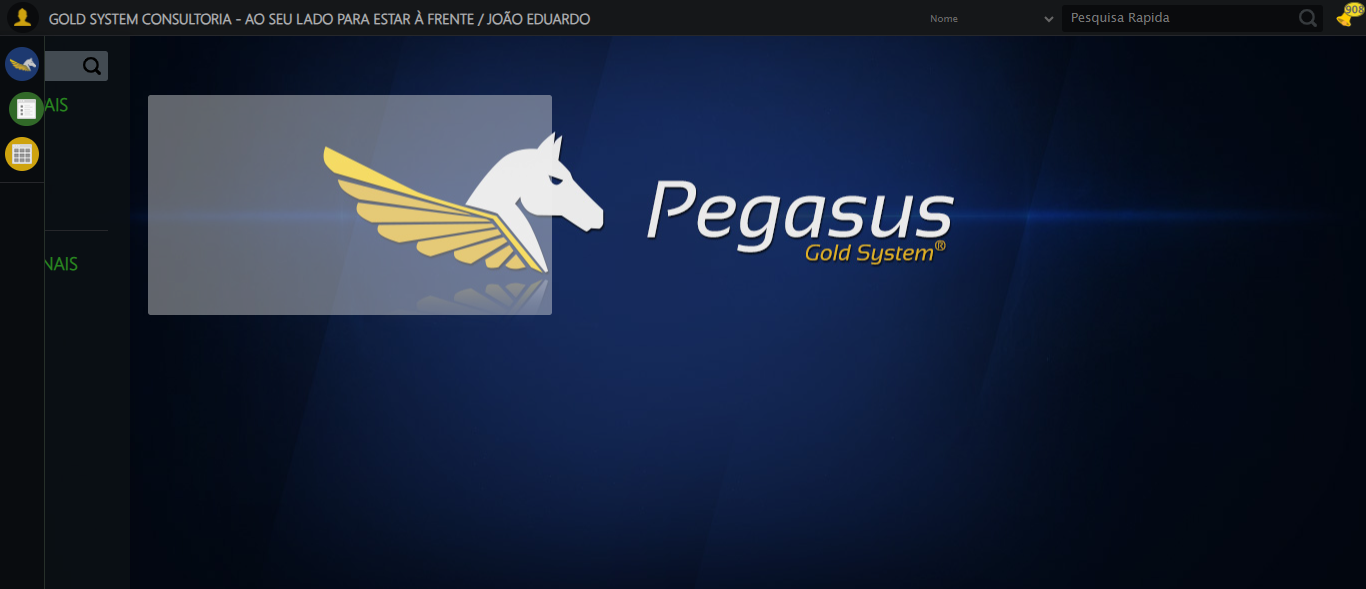 GOLD SYSTEM CONSULTORIA - AO SEU LADO PARA ESTAR À FRENTE / JOÃO EDUARDO
Nome
Pesquisa Rapida
908
AIS
NAIS
Pegasus
Gold System®